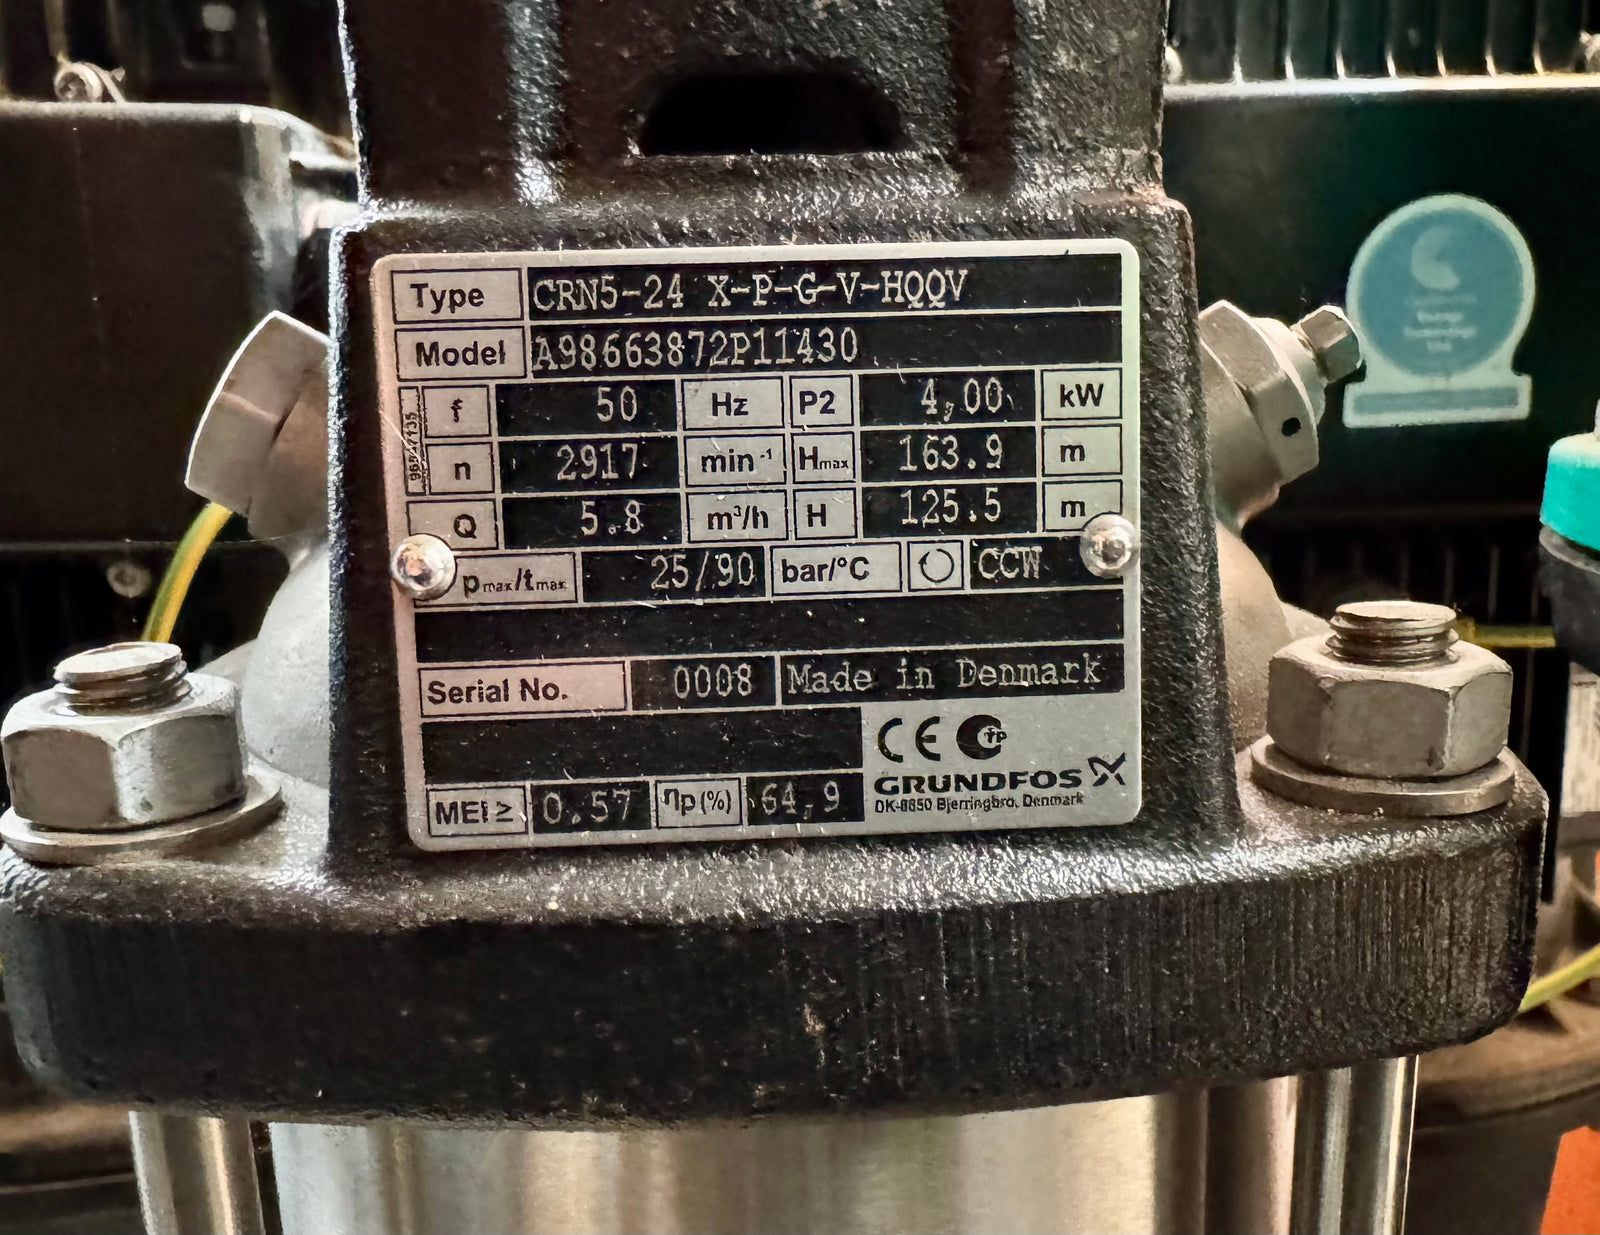 Type CRN5-24 X-P-G-V-HQQV
Model A98663872P11430
f 50 Hz P2 4,00 kW
n 2917 min-1 Hmax 163.9 m
Q 5.8 m³/h H 125.5 m
pmax/tmax 25/90 bar/°C CCW
Serial No. 0008 Made in Denmark
CE TP
GRUNDFOS
DK-8850 Bjerringbro, Denmark
MEI ≥ 0.57 ηp(%) 64,9